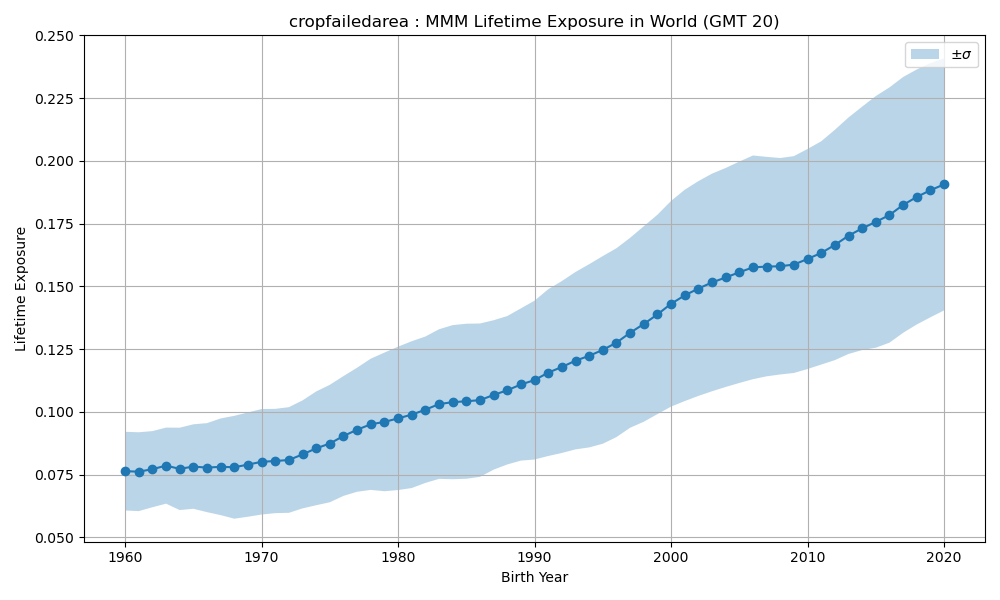 cropfailedarea : MMM Lifetime Exposure in World (GMT 20)
±σ
Lifetime Exposure
0.250
0.225
0.200
0.175
0.150
0.125
0.100
0.075
0.050
1960 1970 1980 1990 2000 2010 2020
Birth Year